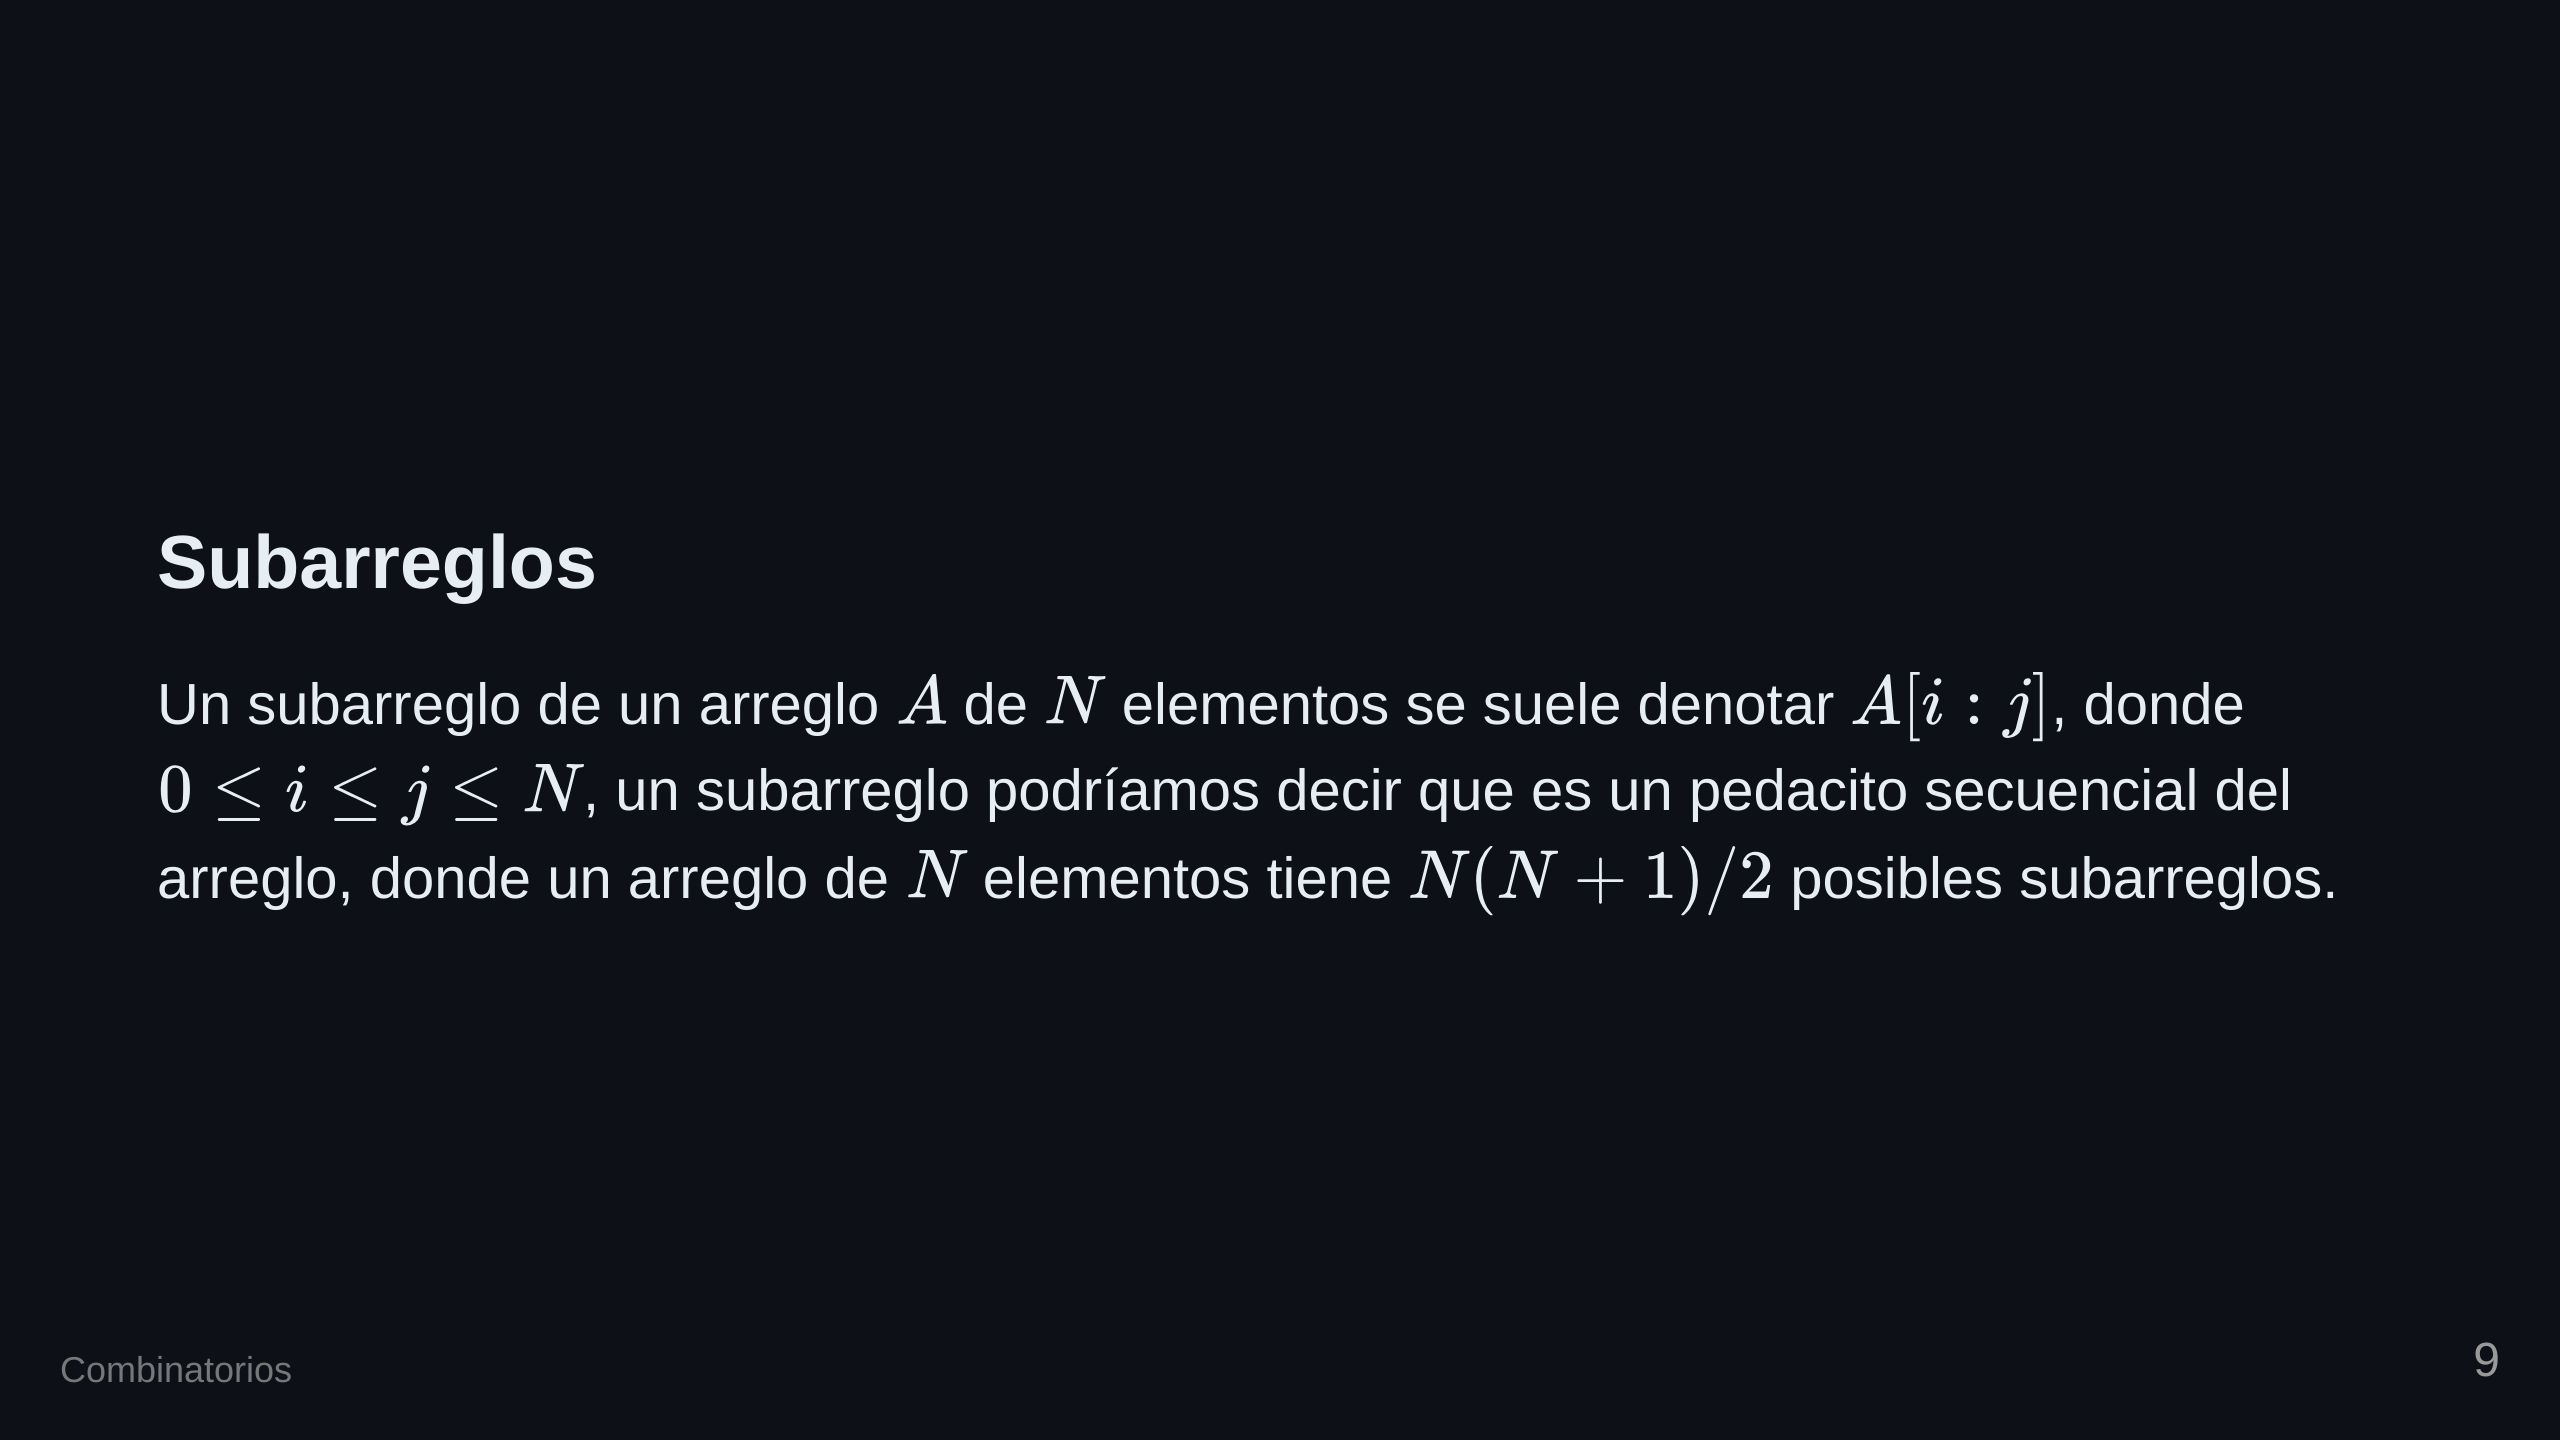 Subarreglos
Un subarreglo de un arreglo A de N elementos se suele denotar A[i : j], donde
0 ≤ i ≤ j ≤ N, un subarreglo podríamos decir que es un pedacito secuencial del
arreglo, donde un arreglo de N elementos tiene N(N + 1)/2 posibles subarreglos.
Combinatorios
9